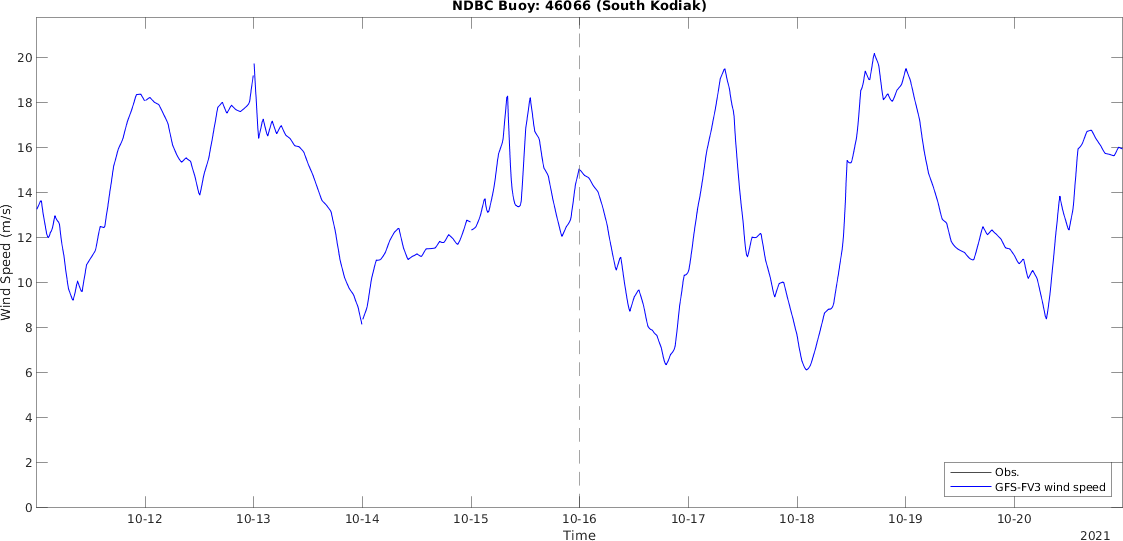 NDBC Buoy: 46066 (South Kodiak)
Wind Speed (m/s)
20
18
16
14
12
10
8
6
4
2
0
10-12 10-13 10-14 10-15 10-16 10-17 10-18 10-19 10-20
Time
2021
Obs.
GFS-FV3 wind speed